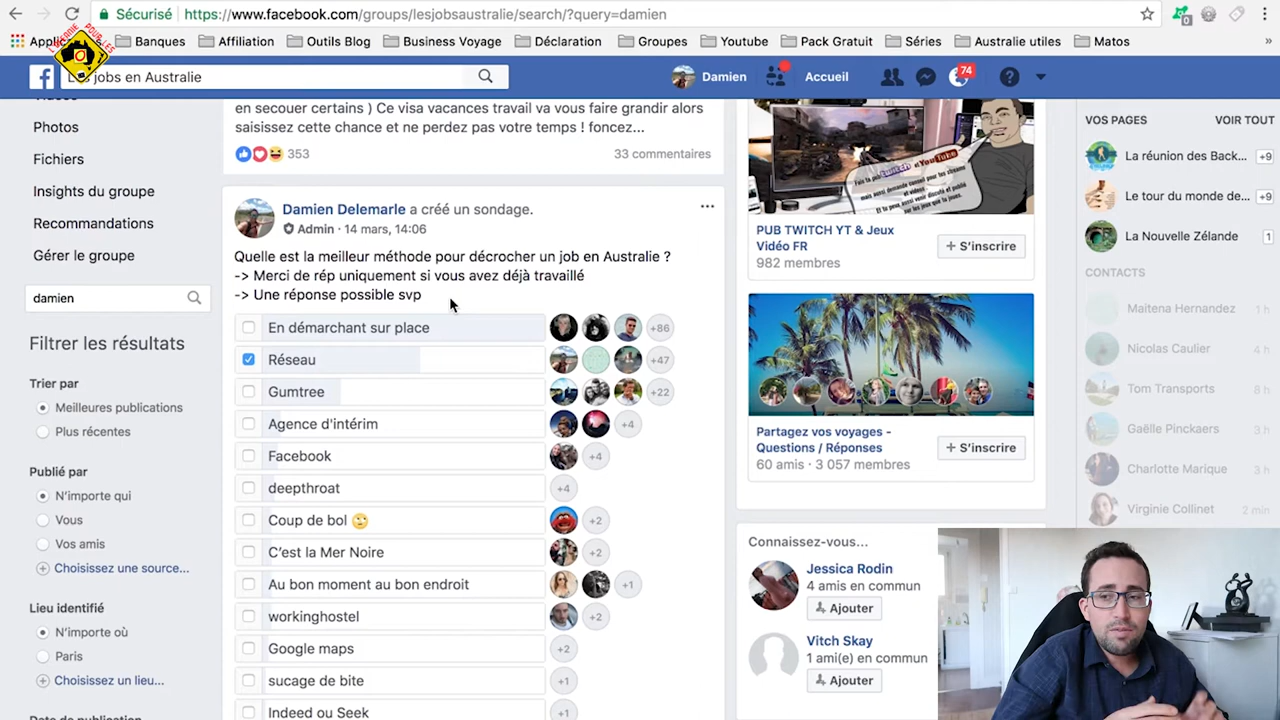 Sécurisé https://www.facebook.com/groups/lesjobsaustralie/search/?query=damien
Banques Affiliation Outils Blog Business Voyage Déclaration Groupes Youtube Pack Gratuit Séries Australie utiles Matos »
POUR LES
jobs en Australie
Damien Accueil 74
Photos
Fichiers
Insights du groupe
Recommandations
Gérer le groupe
damien
Filtrer les résultats
Trier par
Meilleures publications
Plus récentes
Publié par
N'importe qui
Vous
Vos amis
Choisissez une source...
Lieu identifié
N'importe où
Paris
Choisissez un lieu...
Date de publication
en secouer certains ) Ce visa vacances travail va vous faire grandir alors
saisissez cette chance et ne perdez pas votre temps ! foncez...
353 33 commentaires
Damien Delemarle a créé un sondage.
Admin · 14 mars, 14:06
Quelle est la meilleur méthode pour décrocher un job en Australie ?
-> Merci de rép uniquement si vous avez déjà travaillé
-> Une réponse possible svp
En démarchant sur place +86
Réseau +47
Gumtree +22
Agence d'intérim +4
Facebook +4
deepthroat +4
Coup de bol 🙄 +2
C'est la Mer Noire +2
Au bon moment au bon endroit +1
workinghostel +2
Google maps +2
sucage de bite +1
Indeed ou Seek +1
PUB TWITCH YT & Jeux
Vidéo FR
982 membres
+ S'inscrire
Partagez vos voyages -
Questions / Réponses
60 amis · 3 057 membres
+ S'inscrire
Connaissez-vous...
Jessica Rodin
4 amis en commun
Ajouter
Vitch Skay
1 ami(e) en commun
Ajouter
VOS PAGES VOIR TOUT
La réunion des Back... +9
Le tour du monde de... +9
La Nouvelle Zélande 1
CONTACTS
Maitena Hernandez 1 h
Nicolas Caulier 4 h
Tom Transports 8 h
Gaëlle Pinckaers 3 h
Charlotte Marique 3 h
Virginie Collinet 2 min